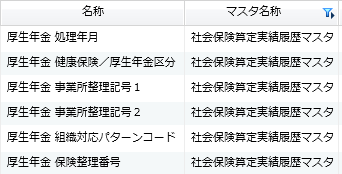 名称 マスタ名称
厚生年金 処理年月 社会保険算定実績履歴マスタ
厚生年金 健康保険／厚生年金区分 社会保険算定実績履歴マスタ
厚生年金 事業所整理記号１ 社会保険算定実績履歴マスタ
厚生年金 事業所整理記号２ 社会保険算定実績履歴マスタ
厚生年金 組織対応パターンコード 社会保険算定実績履歴マスタ
厚生年金 保険整理番号 社会保険算定実績履歴マスタ